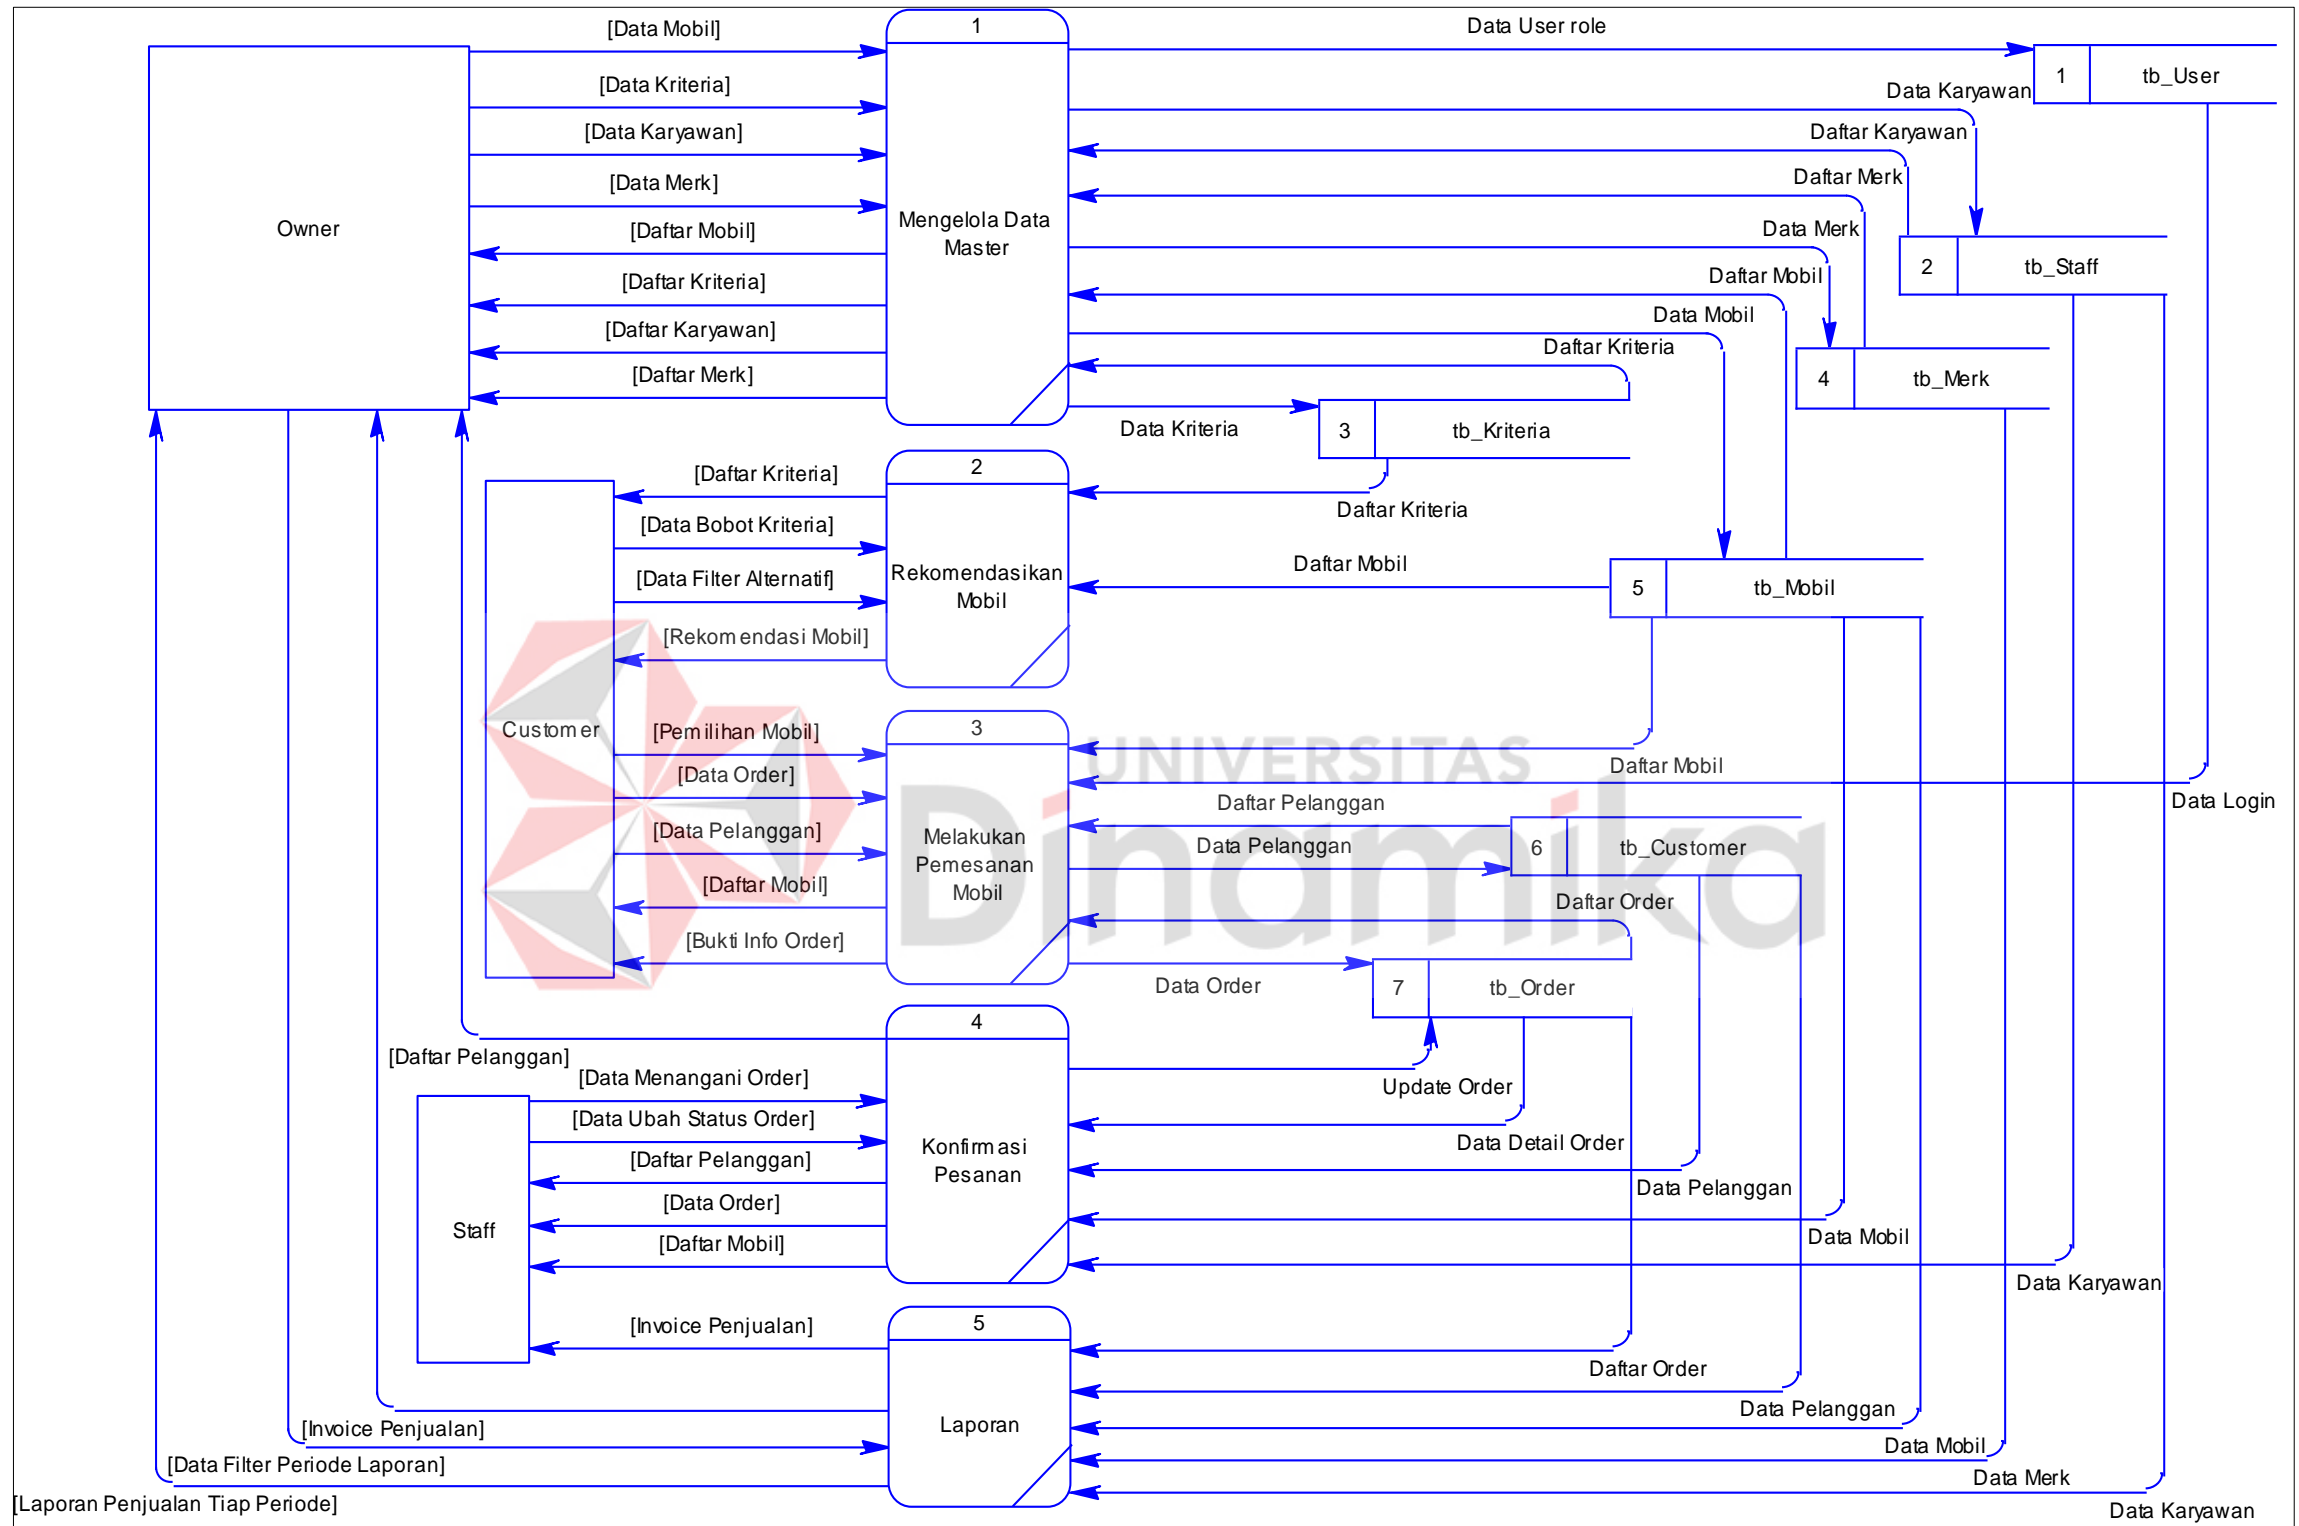 [Data Mobil]
1
Data User role
[Data Kriteria]
1
tb_User
Data Karyawan
[Data Karyawan]
Daftar Karyawan
[Data Merk]
Daftar Merk
Owner
Mengelola Data
Master
[Daftar Mobil]
Data Merk
2
tb_Staff
[Daftar Kriteria]
Daftar Mobil
Data Mobil
[Daftar Karyawan]
Daftar Kriteria
[Daftar Merk]
4
tb_Merk
Data Kriteria
3
tb_Kriteria
2
[Daftar Kriteria]
Daftar Kriteria
[Data Bobot Kriteria]
Daftar Mobil
[Data Filter Alternatif]
Rekomendasikan
Mobil
5
tb_Mobil
[Rekomendasi Mobil]
Customer
[Pemilihan Mobil]
3
UNIVERSITAS
Dinamika
Daftar Mobil
[Data Order]
Daftar Pelanggan
Data Login
[Data Pelanggan]
Melakukan
Pemesanan
Mobil
Data Pelanggan
6
tb_Customer
[Daftar Mobil]
Daftar Order
[Bukti Info Order]
Data Order
7
tb_Order
4
[Daftar Pelanggan]
[Data Menangani Order]
Update Order
[Data Ubah Status Order]
Konfirmasi
Pesanan
Data Detail Order
[Daftar Pelanggan]
Data Pelanggan
[Data Order]
Staff
[Daftar Mobil]
Data Mobil
Data Karyawan
[Invoice Penjualan]
5
Daftar Order
Data Pelanggan
[Invoice Penjualan]
Laporan
Data Mobil
[Data Filter Periode Laporan]
Data Merk
[Laporan Penjualan Tiap Periode]
Data Karyawan